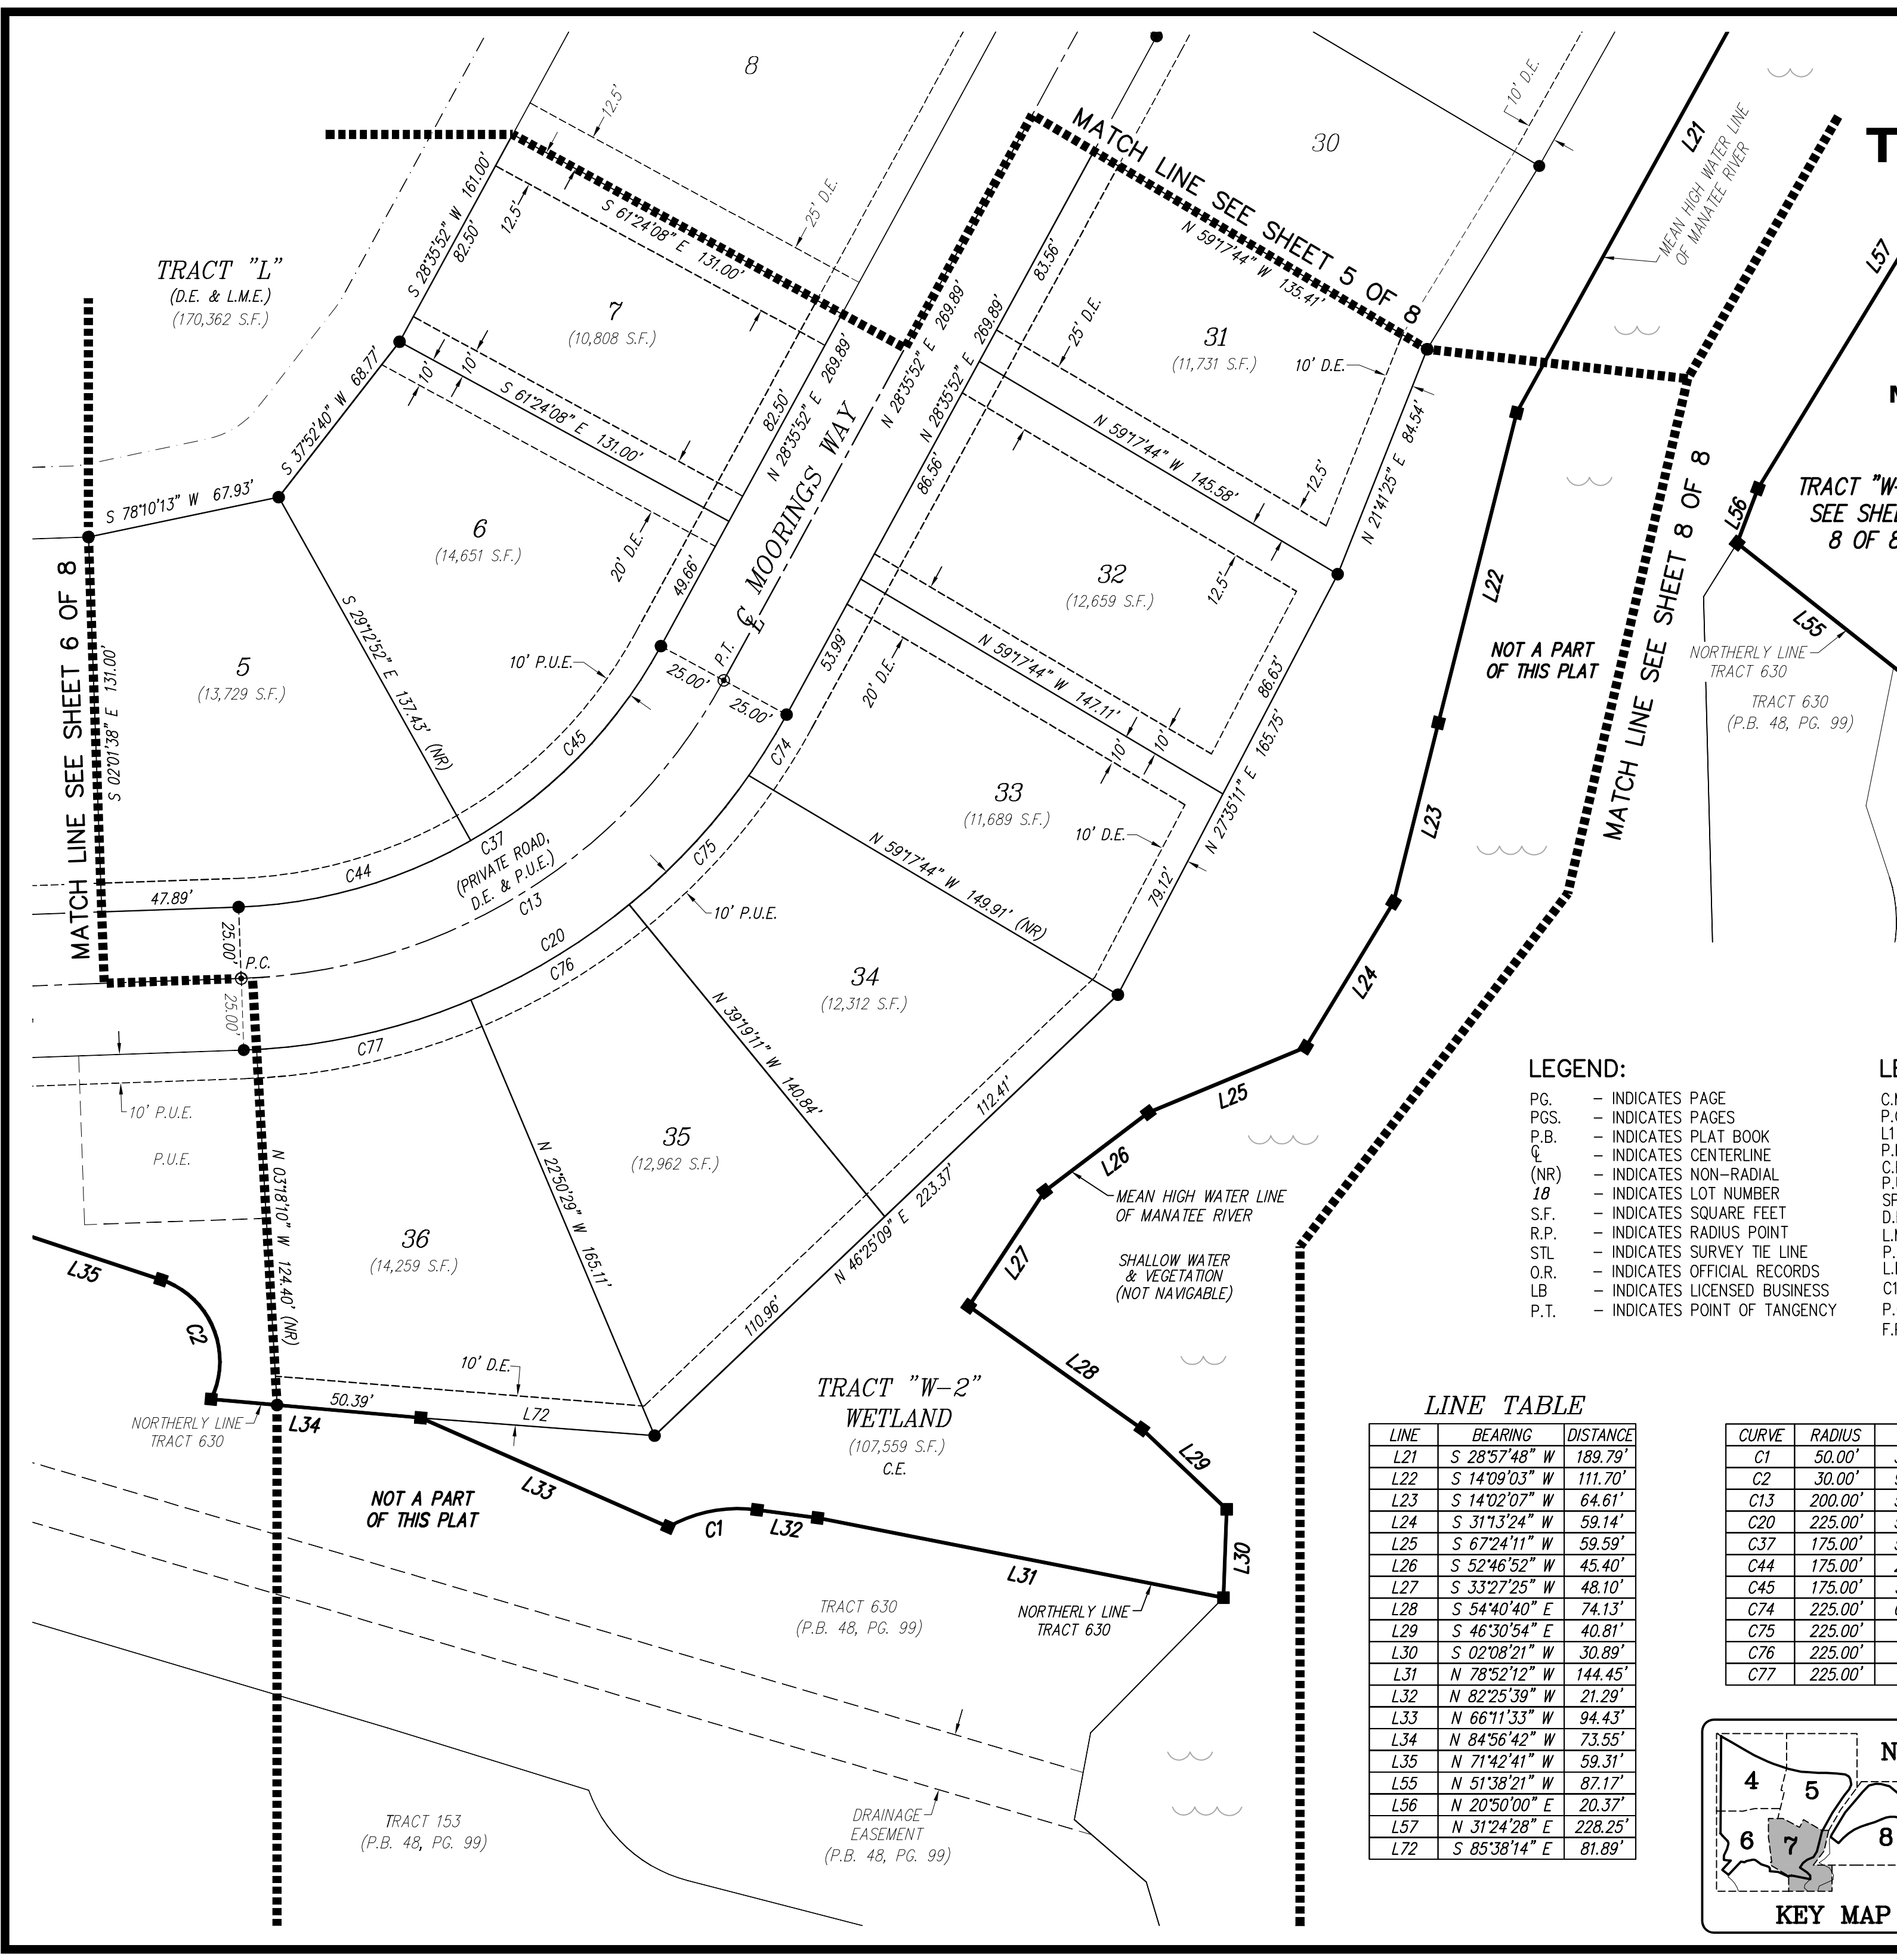 8
12.5'
25' D.E.
S 28°35'52" W 161.00'
82.50'
12.5'
S 61°24'08" E 131.00'
TRACT "L"
(D.E. & L.M.E.)
(170,362 S.F.)
7
(10,808 S.F.)
10'
10'
S 61°24'08" E 131.00'
82.50'
N 28°35'52" E 269.89'
S 37°52'40" W 68.77'
S 78°10'13" W 67.93'
6
(14,651 S.F.)
20' D.E.
49.66'
10' P.U.E.
S 29°12'52" E 137.43' (NR)
5
(13,729 S.F.)
MATCH LINE SEE SHEET 6 OF 8
S 02°01'38" E 131.00'
N 28°35'52" E 269.89'
MOORINGS WAY
P.T.
25.00'
25.00'
(PRIVATE ROAD,
D.E. & P.U.E.)
C45
C37
C44
C13
C20
C74
C75
C76
C77
47.89'
25.00'
P.C.
25.00'
10' P.U.E.
P.U.E.
10' P.U.E.
30
10' D.E.
MATCH LINE SEE SHEET 5 OF 8
N 59°17'44" W 135.41'
83.56'
N 28°35'52" E 269.89'
25' D.E.
31
(11,731 S.F.)
10' D.E.
N 59°17'44" W 145.58'
12.5'
N 21°41'25" E 84.54'
86.56'
32
(12,659 S.F.)
12.5'
53.99'
20' D.E.
N 59°17'44" W 147.11'
10'
10'
86.63'
N 27°35'11" E 165.75'
79.12'
33
(11,689 S.F.)
10' D.E.
N 59°17'44" W 149.91' (NR)
34
(12,312 S.F.)
N 39°19'11" W 140.84'
112.41'
N 46°25'09" E 223.37'
110.96'
35
(12,962 S.F.)
N 22°50'29" W 165.11'
36
(14,259 S.F.)
N 03°18'10" W 124.40' (NR)
10' D.E.
50.39'
L72
L34
L35
C2
NORTHERLY LINE
TRACT 630
L33
NOT A PART
OF THIS PLAT
C1
L32
L31
L30
L29
L28
L27
L26
L25
L24
L23
L22
L21
MEAN HIGH WATER LINE
OF MANATEE RIVER
NOT A PART
OF THIS PLAT
MATCH LINE SEE SHEET 8 OF 8
L57
L56
L55
8 OF 8
NORTHERLY LINE
TRACT 630
TRACT 630
(P.B. 48, PG. 99)
MEAN HIGH WATER LINE
OF MANATEE RIVER
SHALLOW WATER
& VEGETATION
(NOT NAVIGABLE)
TRACT "W-2"
WETLAND
(107,559 S.F.)
C.E.
TRACT 630
(P.B. 48, PG. 99)
NORTHERLY LINE
TRACT 630
DRAINAGE
EASEMENT
(P.B. 48, PG. 99)
TRACT 153
(P.B. 48, PG. 99)
LEGEND:
PG. – INDICATES PAGE
PGS. – INDICATES PAGES
P.B. – INDICATES PLAT BOOK
℄ – INDICATES CENTERLINE
(NR) – INDICATES NON-RADIAL
18 – INDICATES LOT NUMBER
S.F. – INDICATES SQUARE FEET
R.P. – INDICATES RADIUS POINT
STL – INDICATES SURVEY TIE LINE
O.R. – INDICATES OFFICIAL RECORDS
LB – INDICATES LICENSED BUSINESS
P.T. – INDICATES POINT OF TANGENCY
LINE TABLE
LINE BEARING DISTANCE
L21 S 28°57'48" W 189.79'
L22 S 14°09'03" W 111.70'
L23 S 14°02'07" W 64.61'
L24 S 31°13'24" W 59.14'
L25 S 67°24'11" W 59.59'
L26 S 52°46'52" W 45.40'
L27 S 33°27'25" W 48.10'
L28 S 54°40'40" E 74.13'
L29 S 46°30'54" E 40.81'
L30 S 02°08'21" W 30.89'
L31 N 78°52'12" W 144.45'
L32 N 82°25'39" W 21.29'
L33 N 66°11'33" W 94.43'
L34 N 84°56'42" W 73.55'
L35 N 71°42'41" W 59.31'
L55 N 51°38'21" W 87.17'
L56 N 20°50'00" E 20.37'
L57 N 31°24'28" E 228.25'
L72 S 85°38'14" E 81.89'
CURVE RADIUS
C1 50.00'
C2 30.00'
C13 200.00'
C20 225.00'
C37 175.00'
C44 175.00'
C45 175.00'
C74 225.00'
C75 225.00'
C76 225.00'
C77 225.00'
4
5
6
7
8
N
KEY MAP